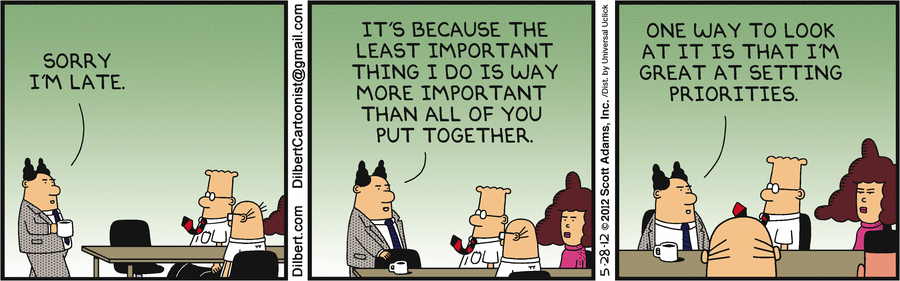 SORRY
I'M LATE.
Dilbert.com DilbertCartoonist@gmail.com
IT'S BECAUSE THE
LEAST IMPORTANT
THING I DO IS WAY
MORE IMPORTANT
THAN ALL OF YOU
PUT TOGETHER.
5-28-12 ©2012 Scott Adams, Inc. /Dist. by Universal Uclick
ONE WAY TO LOOK
AT IT IS THAT I'M
GREAT AT SETTING
PRIORITIES.